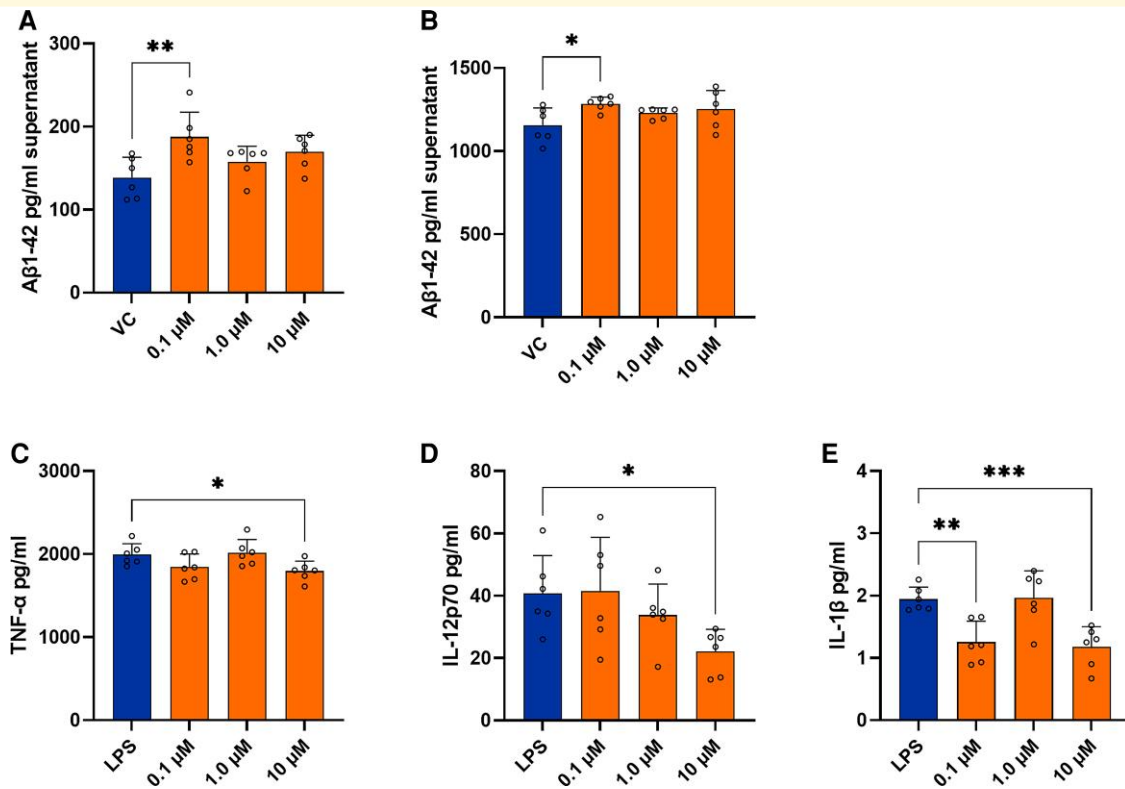 A
Aβ1-42 pg/ml supernatant
300
200
100
0
**
VC
0.1 µM
1.0 µM
10 µM
B
Aβ1-42 pg/ml supernatant
1500
1000
500
0
*
VC
0.1 µM
1.0 µM
10 µM
C
TNF-α pg/ml
3000
2000
1000
0
*
LPS
0.1 µM
1.0 µM
10 µM
D
IL-12p70 pg/ml
80
60
40
20
0
*
LPS
0.1 µM
1.0 µM
10 µM
E
IL-1β pg/ml
4
3
2
1
0
***
**
LPS
0.1 µM
1.0 µM
10 µM